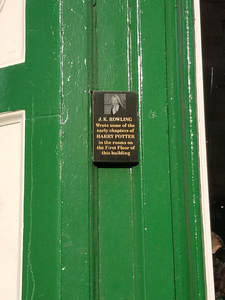 J. K. ROWLING
Wrote some of the
early chapters of
HARRY POTTER
in the rooms on
the First Floor of
this building